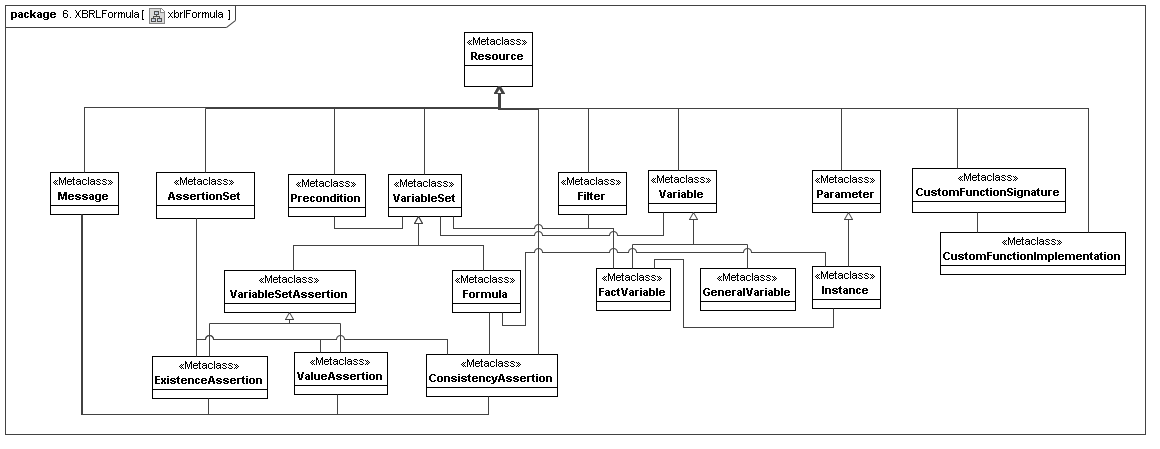 package 6. XBRLFormula [ xbrlFormula ]
«Metaclass»
Resource
«Metaclass»
Message
«Metaclass»
AssertionSet
«Metaclass»
Precondition
«Metaclass»
VariableSet
«Metaclass»
Filter
«Metaclass»
Variable
«Metaclass»
Parameter
«Metaclass»
CustomFunctionSignature
«Metaclass»
CustomFunctionImplementation
«Metaclass»
VariableSetAssertion
«Metaclass»
Formula
«Metaclass»
FactVariable
«Metaclass»
GeneralVariable
«Metaclass»
Instance
«Metaclass»
ExistenceAssertion
«Metaclass»
ValueAssertion
«Metaclass»
ConsistencyAssertion